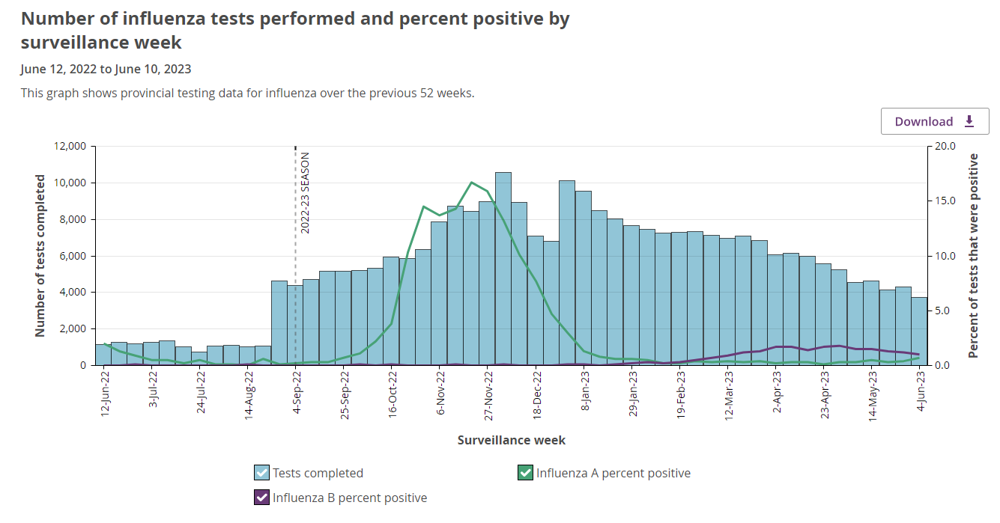 Number of influenza tests performed and percent positive by
surveillance week
June 12, 2022 to June 10, 2023
This graph shows provincial testing data for influenza over the previous 52 weeks.
Download
Number of tests completed
12,000
10,000
8,000
6,000
4,000
2,000
0
2022-23 SEASON
20.0
15.0
10.0
5.0
0.0
Percent of tests that were positive
12-Jun-22
3-Jul-22
24-Jul-22
14-Aug-22
4-Sep-22
25-Sep-22
16-Oct-22
6-Nov-22
27-Nov-22
18-Dec-22
8-Jan-23
29-Jan-23
19-Feb-23
12-Mar-23
2-Apr-23
23-Apr-23
14-May-23
4-Jun-23
Surveillance week
Tests completed
Influenza A percent positive
Influenza B percent positive